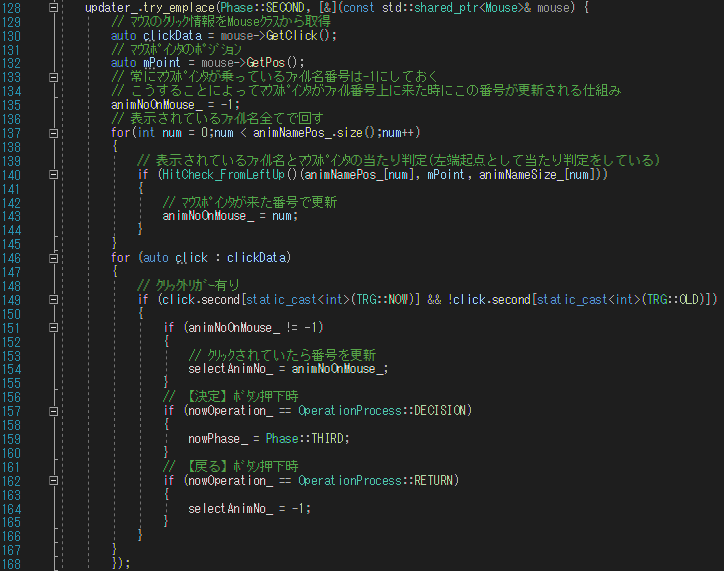 128 updater_.try_emplace(Phase::SECOND, [&](const std::shared_ptr<Mouse>& mouse) {
129 // ﾏｳｽのｸﾘｯｸ情報をMouseｸﾗｽから取得
130 auto clickData = mouse->GetClick();
131 // ﾏｳｽﾎﾟｲﾝﾀのﾎﾟｼﾞｼｮﾝ
132 auto mPoint = mouse->GetPos();
133 // 常にﾏｳｽﾎﾟｲﾝﾀが乗っているﾌｧｲﾙ名番号は-1にしておく
134 // こうすることによってﾏｳｽﾎﾟｲﾝﾀがﾌｧｲﾙ番号上に来た時にこの番号が更新される仕組み
135 animNoOnMouse_ = -1;
136 // 表示されているﾌｧｲﾙ名全てで回す
137 for(int num = 0;num < animNamePos_.size();num++)
138 {
139 // 表示されているﾌｧｲﾙ名とﾏｳｽﾎﾟｲﾝﾀの当たり判定(左端起点として当たり判定をしている)
140 if (HitCheck_FromLeftUp()(animNamePos_[num], mPoint, animNameSize_[num]))
141 {
142 // ﾏｳｽﾎﾟｲﾝﾀが来た番号で更新
143 animNoOnMouse_ = num;
144 }
145 }
146 for (auto click : clickData)
147 {
148 // ｸﾘｯｸﾄﾘｶﾞｰ有り
149 if (click.second[static_cast<int>(TRG::NOW)] && !click.second[static_cast<int>(TRG::OLD)])
150 {
151 if (animNoOnMouse_ != -1)
152 {
153 // ｸﾘｯｸされていたら番号を更新
154 selectAnimNo_ = animNoOnMouse_;
155 }
156 // 【決定】ﾎﾞﾀﾝ押下時
157 if (nowOperation_ == OperationProcess::DECISION)
158 {
159 nowPhase_ = Phase::THIRD;
160 }
161 // 【戻る】ﾎﾞﾀﾝ押下時
162 if (nowOperation_ == OperationProcess::RETURN)
163 {
164 selectAnimNo_ = -1;
165 }
166 }
167 }
168 });